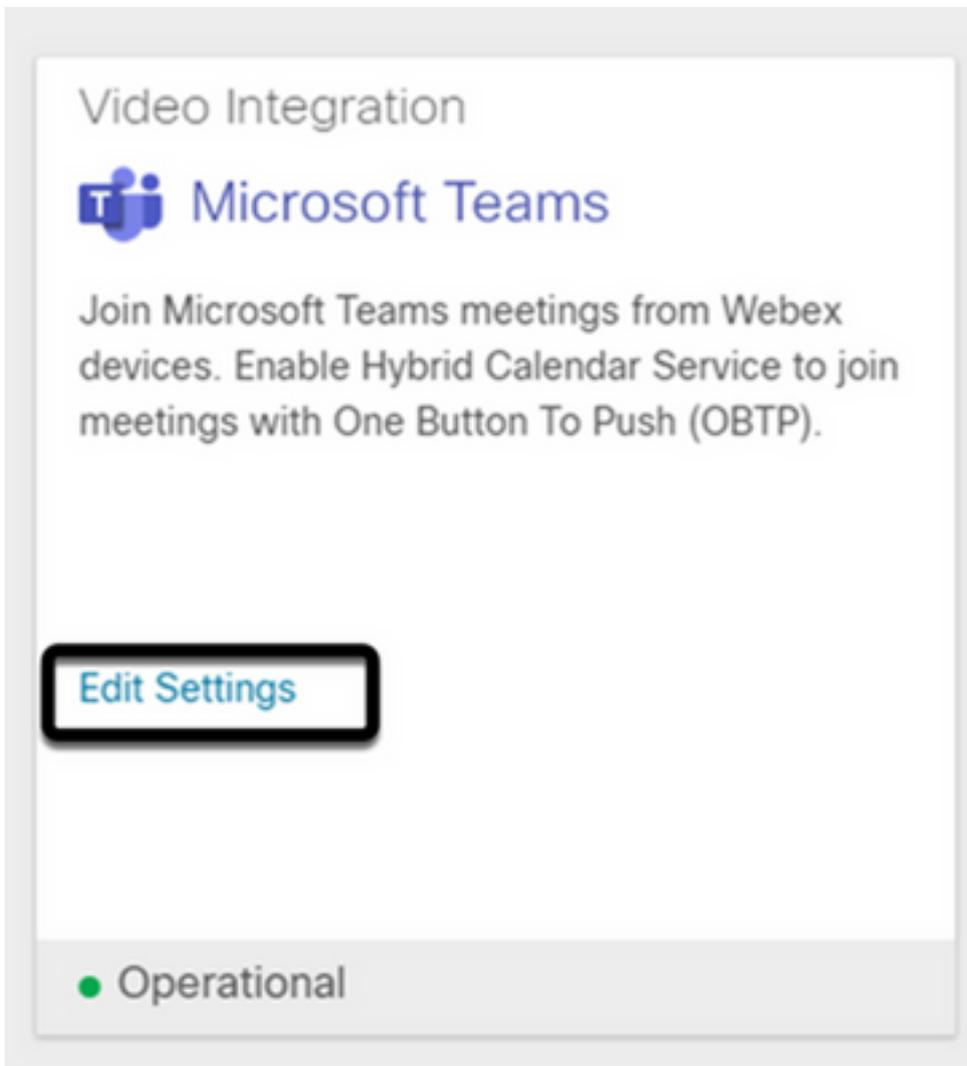 Video Integration
T Microsoft Teams
Join Microsoft Teams meetings from Webex
devices. Enable Hybrid Calendar Service to join
meetings with One Button To Push (OBTP).
Edit Settings
Operational